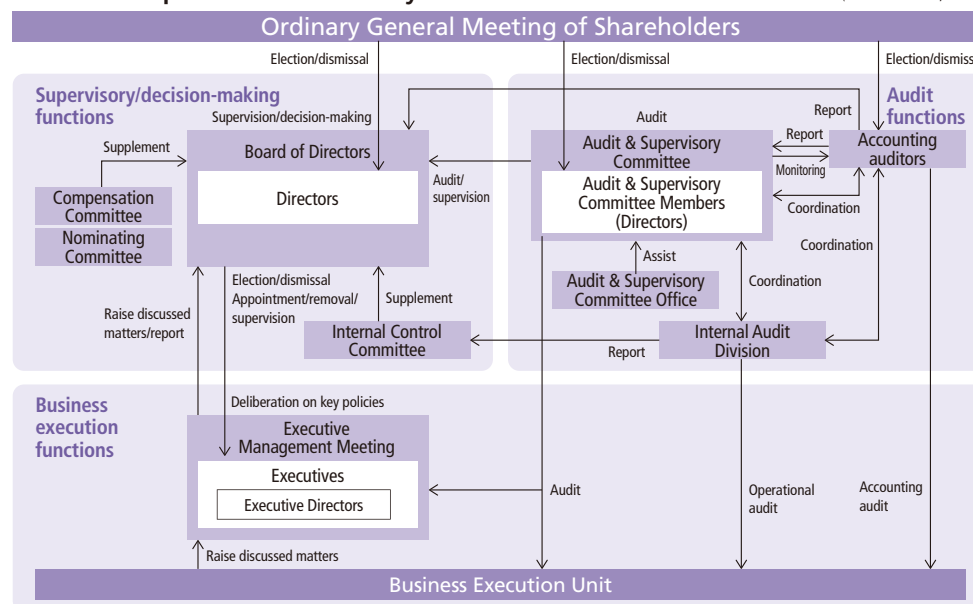 Ordinary General Meeting of Shareholders
Election/dismissal
Election/dismissal
Supervisory/decision-making
functions
Supervision/decision-making
Board of Directors
Directors
Supplement
Compensation
Committee
Nominating
Committee
Audit/
supervision
Raise discussed
matters/report
Election/dismissal
Appointment/removal/
supervision
Supplement
Internal Control
Committee
Audit
functions
Audit
Audit & Supervisory
Committee
Audit & Supervisory
Committee Members
(Directors)
Report
Report
Monitoring
Accounting
auditors
Coordination
Coordination
Assist
Audit & Supervisory
Committee Office
Coordination
Internal Audit
Division
Report
Business
execution
functions
Deliberation on key policies
Executive
Management Meeting
Executives
Executive Directors
Audit
Operational
audit
Accounting
audit
Raise discussed matters
Business Execution Unit